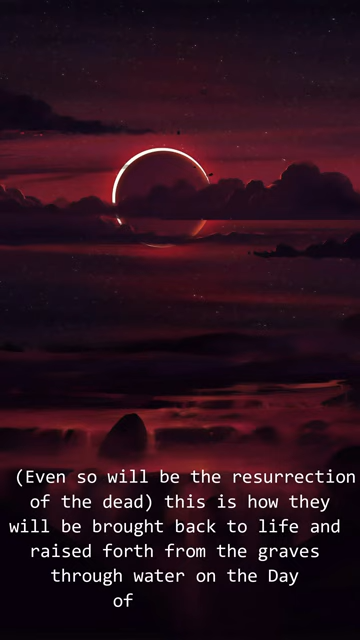 (Even so will be the resurrection
of the dead) this is how they
will be brought back to life and
raised forth from the graves
through water on the Day
of